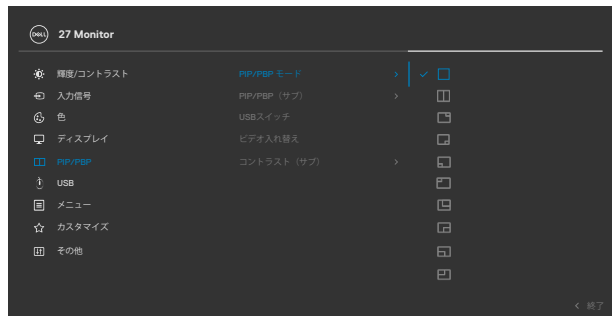 DELL 27 Monitor
輝度/コントラスト PIP/PBP モード
入力信号 PIP/PBP（サブ）
色 USBスイッチ
ディスプレイ ビデオ入れ替え
PIP/PBP コントラスト（サブ）
USB
メニュー
カスタマイズ
その他
終了